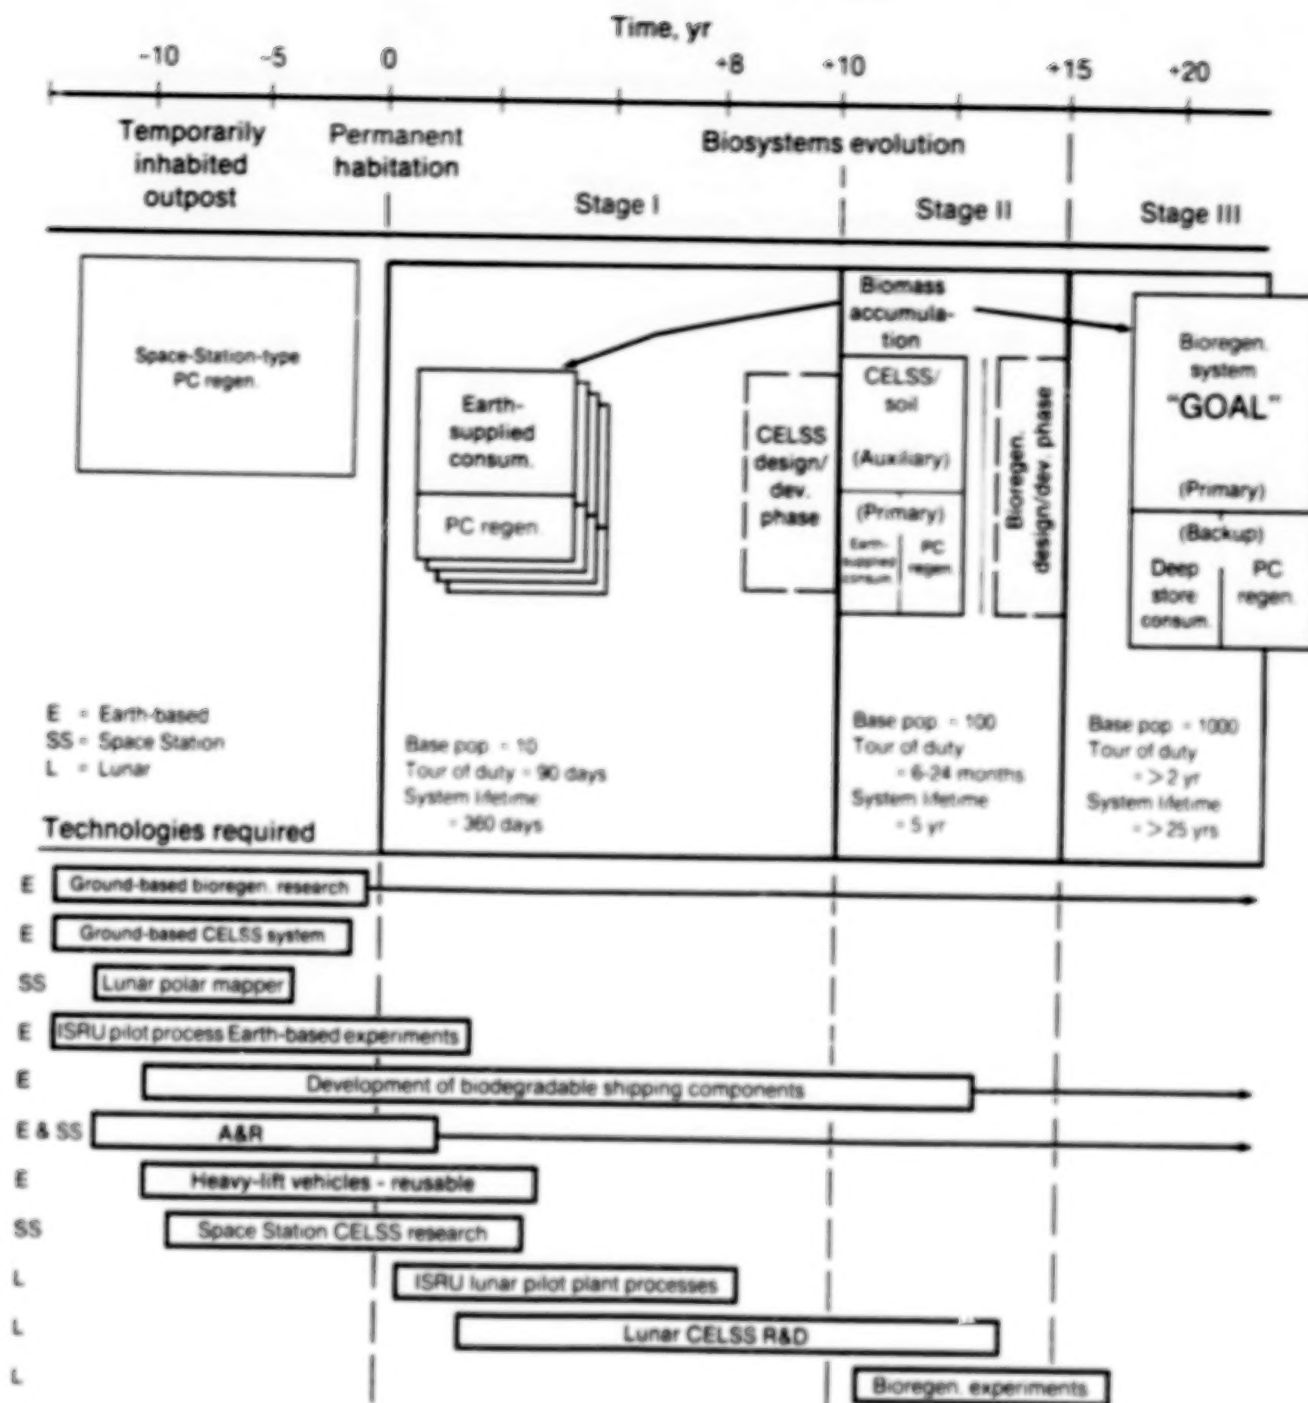 Time, yr
-10 -5 0 +8 +10 +15 +20
Temporarily
inhabited
outpost
Permanent
habitation
Biosystems evolution
Stage I
Stage II
Stage III
Space-Station-type
PC regen.
Earth-
supplied
consum.
PC regen.
CELSS
design/
dev.
phase
Biomass
accumula-
tion
CELSS/
soil
(Auxiliary)
(Primary)
Earth-
supplied
consum.
PC
regen.
Bioregen.
design/dev. phase
Bioregen.
system
"GOAL"
(Primary)
(Backup)
Deep
store
consum.
PC
regen.
E = Earth-based
SS = Space Station
L = Lunar
Base pop. = 10
Tour of duty = 90 days
System lifetime
= 360 days
Base pop. = 100
Tour of duty
= 6-24 months
System lifetime
= 5 yr
Base pop. = 1000
Tour of duty
= > 2 yr
System lifetime
= > 25 yrs
Technologies required
E Ground-based bioregen. research
E Ground-based CELSS system
SS Lunar polar mapper
E ISRU pilot process Earth-based experiments
E Development of biodegradable shipping components
E & SS A&R
E Heavy-lift vehicles - reusable
SS Space Station CELSS research
L ISRU lunar pilot plant processes
L Lunar CELSS R&D
L Bioregen. experiments